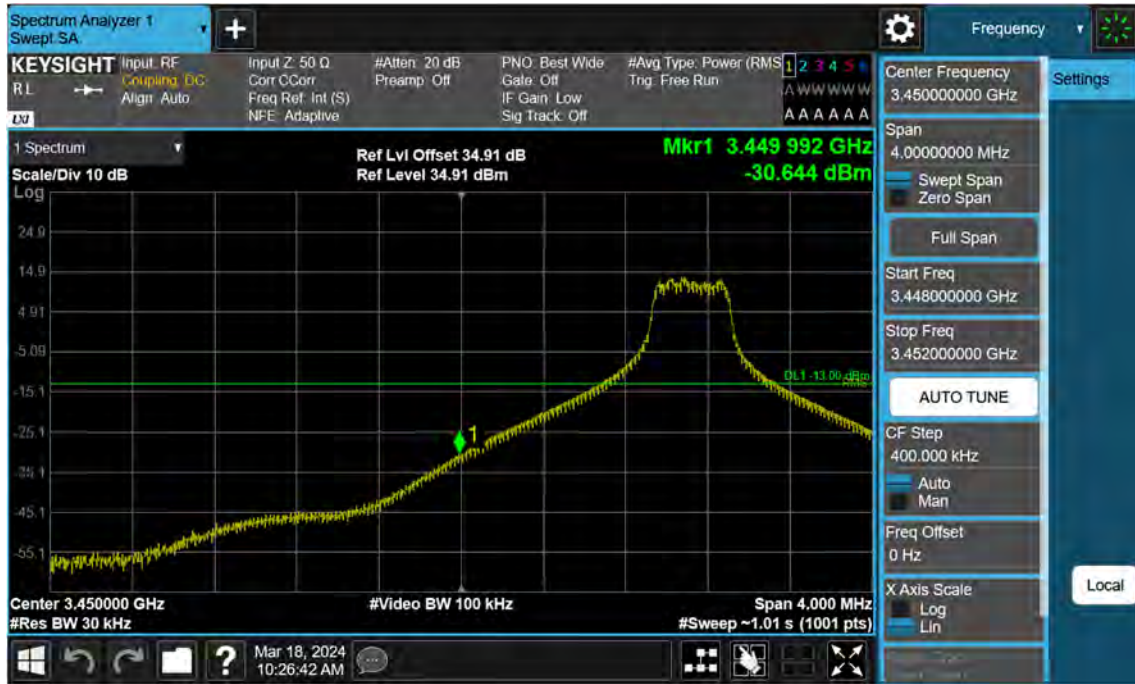 Spectrum Analyzer 1
Swept SA
+
Frequency
KEYSIGHT
RL
LXI
Input: RF
Coupling: DC
Align: Auto
Input Z: 50 Ω
Corr CCorr
Freq Ref: Int (S)
NFE: Adaptive
#Atten: 20 dB
Preamp: Off
PNO: Best Wide
Gate: Off
IF Gain: Low
Sig Track: Off
#Avg Type: Power (RMS
Trig: Free Run
1 2 3 4 5 6
A W W W W W
A A A A A A
1 Spectrum
Scale/Div 10 dB
Ref Lvl Offset 34.91 dB
Ref Level 34.91 dBm
Mkr1 3.449 992 GHz
-30.644 dBm
Log
24.9
14.9
4.91
-5.09
-15.1
-25.1
-35.1
-45.1
-55.1
DL1 -13.00 dBm
1
Center 3.450000 GHz
#Res BW 30 kHz
#Video BW 100 kHz
Span 4.000 MHz
#Sweep ~1.01 s (1001 pts)
Mar 18, 2024
10:26:42 AM
?
Center Frequency
3.450000000 GHz
Span
4.00000000 MHz
Swept Span
Zero Span
Full Span
Start Freq
3.448000000 GHz
Stop Freq
3.452000000 GHz
AUTO TUNE
CF Step
400.000 kHz
Auto
Man
Freq Offset
0 Hz
X Axis Scale
Log
Lin
Settings
Local